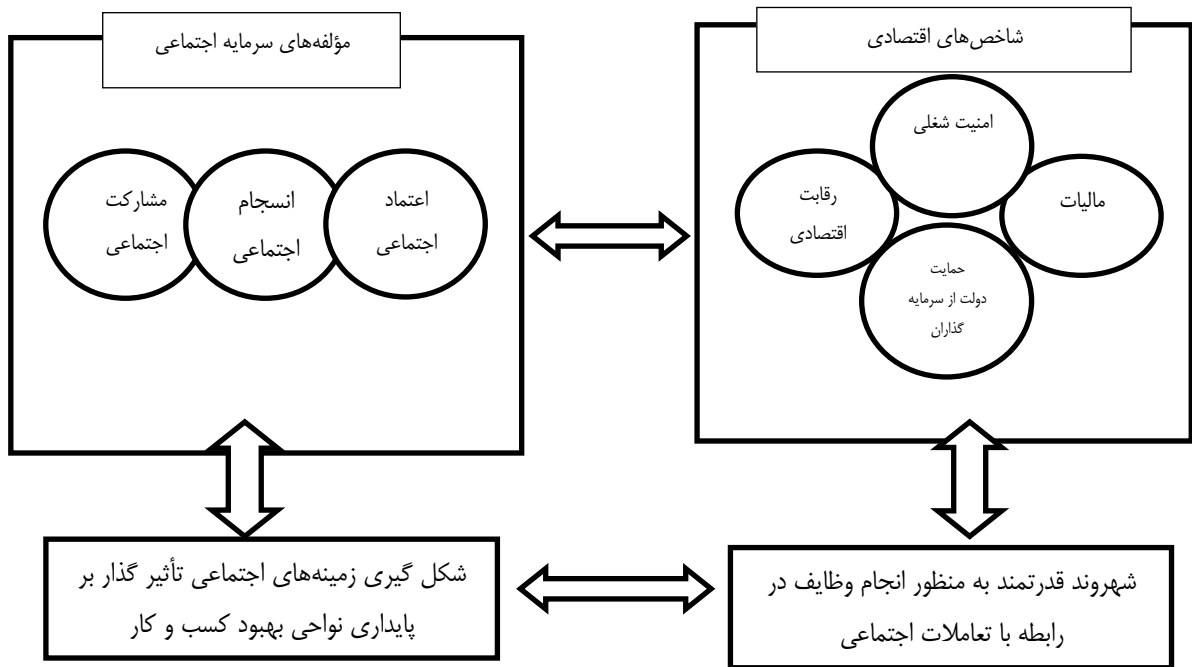 شاخص‌های اقتصادی
امنیت شغلی
مالیات
رقابت
اقتصادی
حمایت
دولت از سرمایه
گذاران
مؤلفه‌های سرمایه اجتماعی
اعتماد
اجتماعی
انسجام
اجتماعی
مشارکت
اجتماعی
شهروند قدرتمند به منظور انجام وظایف در
رابطه با تعاملات اجتماعی
شکل گیری زمینه‌های اجتماعی تأثیر گذار بر
پایداری نواحی بهبود کسب و کار